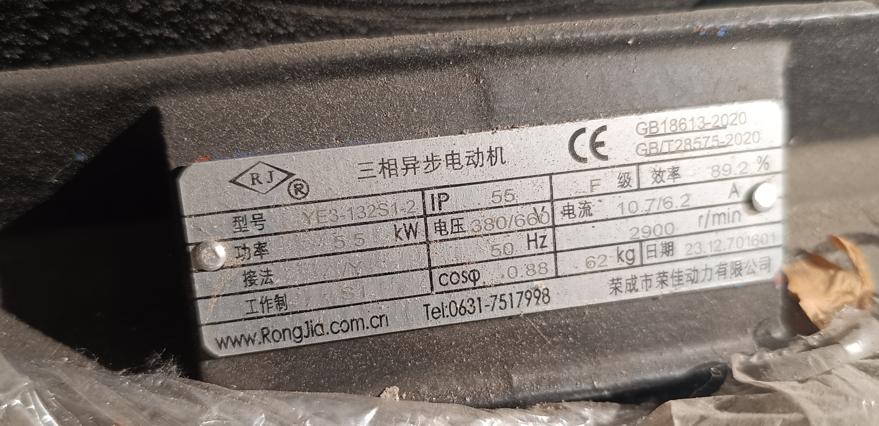 RJ ® 三相异步电动机 CE GB18613-2020
GB/T28575-2020
型号 YE3-132S1-2 IP 55 F 级 效率 89.2 %
功率 5.5 kW 电压 380/660 V 电流 10.7/6.2 A
接法 /Y 50 Hz 2900 r/min
工作制 S1 cosφ 0.88 62 kg 日期 23.12.701601
www.RongJia.com.cn Tel:0631-7517998 荣成市荣佳动力有限公司